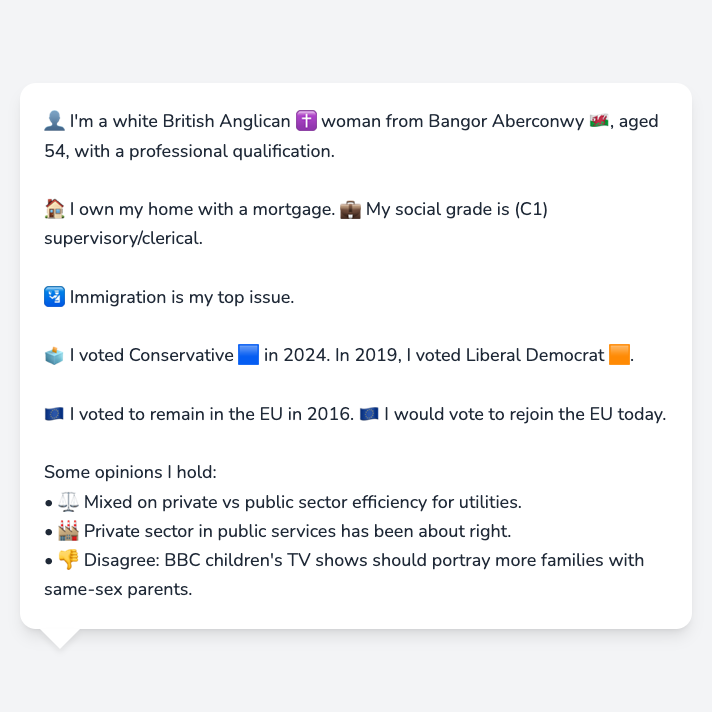 👤 I'm a white British Anglican ✝️ woman from Bangor Aberconwy 🏴󠁧󠁢󠁷󠁬󠁳󠁿, aged
54, with a professional qualification.
🏠 I own my home with a mortgage. 💼 My social grade is (C1)
supervisory/clerical.
🛂 Immigration is my top issue.
🗳️ I voted Conservative 🟦 in 2024. In 2019, I voted Liberal Democrat 🟧.
🇪🇺 I voted to remain in the EU in 2016. 🇪🇺 I would vote to rejoin the EU today.
Some opinions I hold:
• ⚖️ Mixed on private vs public sector efficiency for utilities.
• 🏭 Private sector in public services has been about right.
• 👎 Disagree: BBC children's TV shows should portray more families with
same-sex parents.